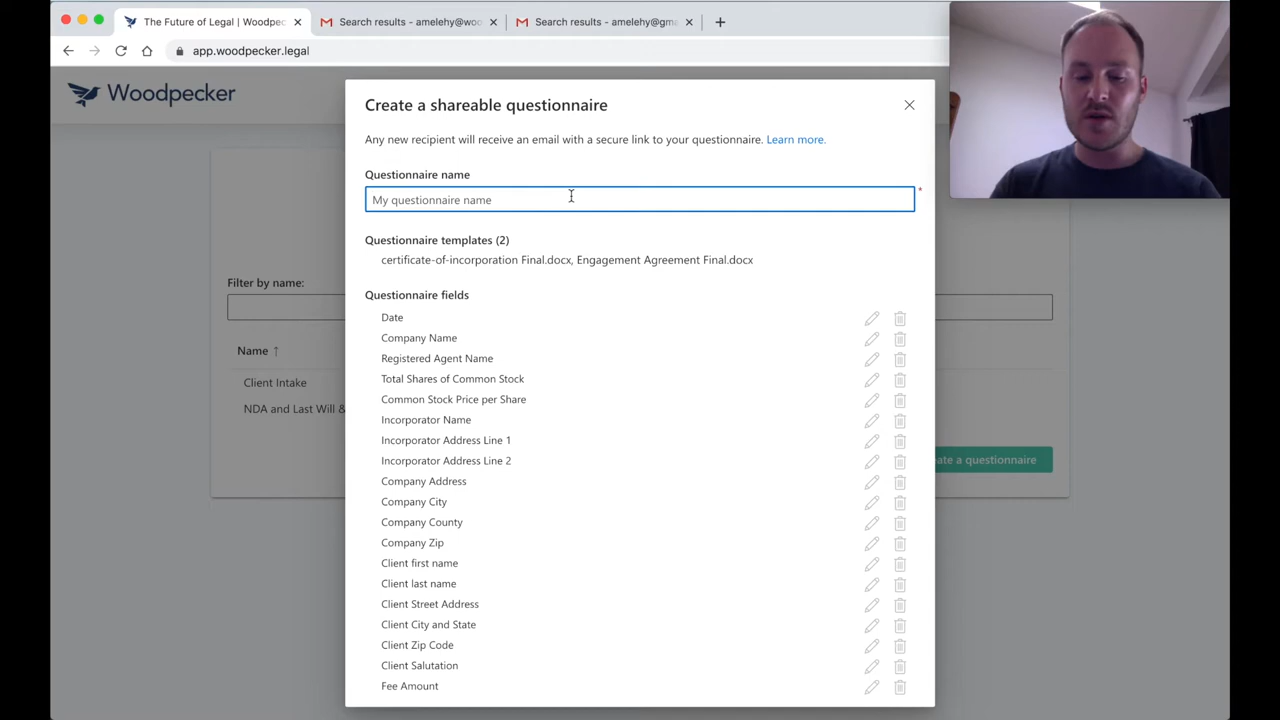 The Future of Legal | Woodpec
Search results - amelehy@woo
Search results - amelehy@gm
app.woodpecker.legal
Woodpecker
Create a shareable questionnaire
Any new recipient will receive an email with a secure link to your questionnaire. Learn more.
Questionnaire name
*
My questionnaire name
Questionnaire templates (2)
certificate-of-incorporation Final.docx, Engagement Agreement Final.docx
Filter by name:
Questionnaire fields
Date
Company Name
Name ↑
Registered Agent Name
Total Shares of Common Stock
Client Intake
Common Stock Price per Share
NDA and Last Will &
Incorporator Name
Incorporator Address Line 1
Incorporator Address Line 2
ate a questionnaire
Company Address
Company City
Company County
Company Zip
Client first name
Client last name
Client Street Address
Client City and State
Client Zip Code
Client Salutation
Fee Amount